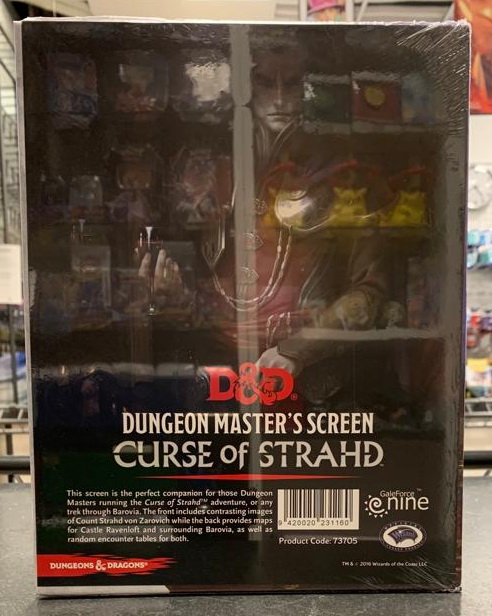 D&D®
DUNGEON MASTER'S SCREEN
CURSE OF STRAHD
This screen is the perfect companion for those Dungeon
Masters running the Curse of Strahd™ adventure, or any
trek through Barovia. The front includes contrasting images
of Count Strahd von Zarovich while the back provides maps
for Castle Ravenloft and surrounding Barovia, as well as
random encounter tables for both.
9 420020 231160
Product Code: 73705
GaleForce
nine
DUNGEONS & DRAGONS®
TM & © 2016 Wizards of the Coast LLC